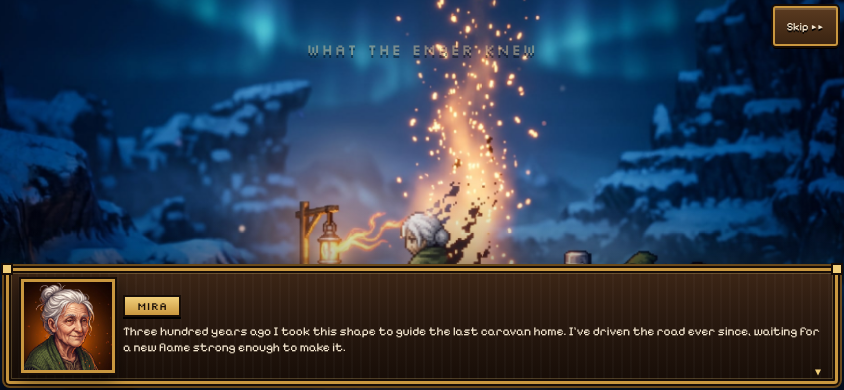 Skip ▸▸
WHAT THE EMBER KNEW
MIRA
Three hundred years ago I took this shape to guide the last caravan home. I've driven the road ever since, waiting for
a new flame strong enough to make it.